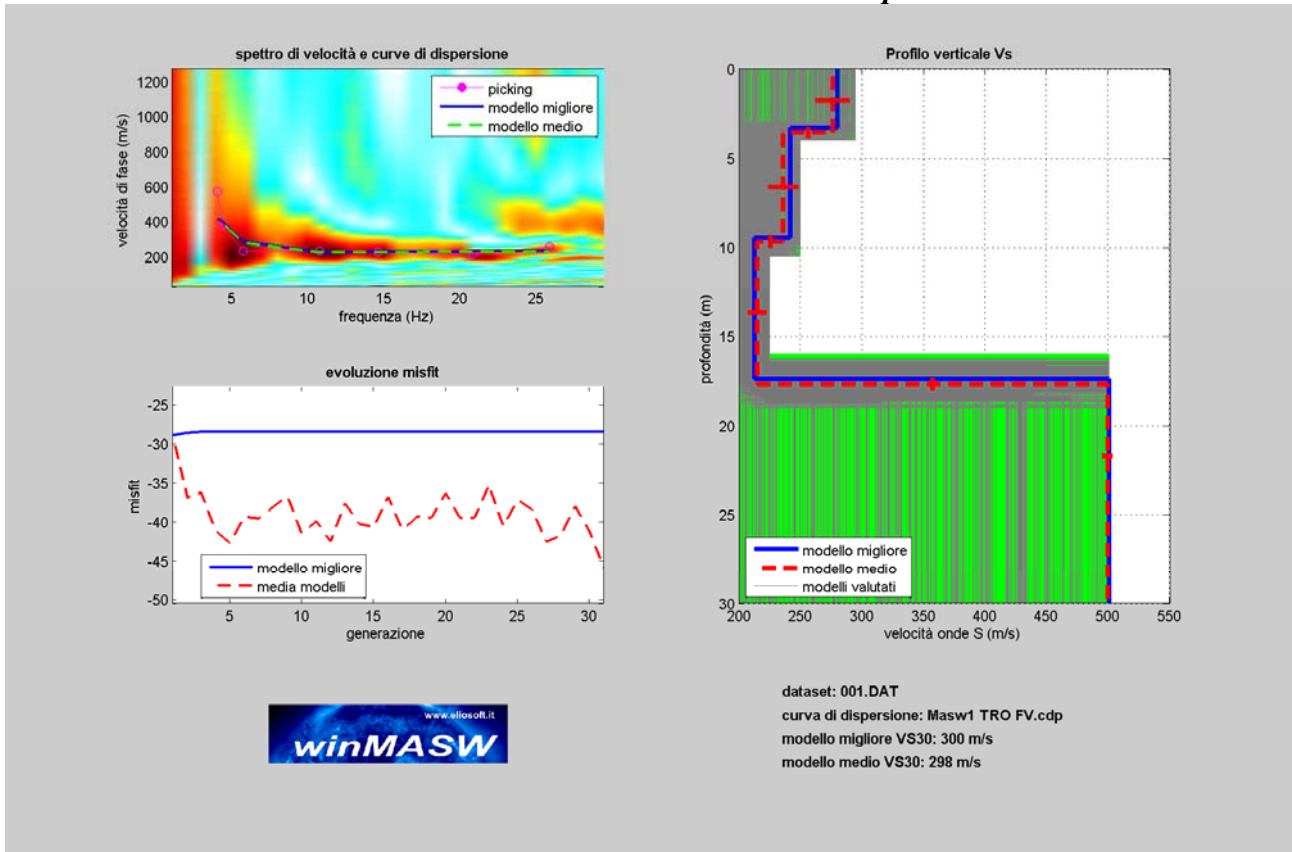 spettro di velocità e curve di dispersione
velocità di fase (m/s)
1200
1000
800
600
400
200
picking
modello migliore
modello medio
5 10 15 20 25
frequenza (Hz)
evoluzione misfit
misfit
-25
-30
-35
-40
-45
-50
modello migliore
media modelli
5 10 15 20 25 30
generazione
Profilo verticale Vs
profondità (m)
0
5
10
15
20
25
30
modello migliore
modello medio
modelli valutati
200 250 300 350 400 450 500 550
velocità onde S (m/s)
www.eliosoft.it
winMASW
dataset: 001.DAT
curva di dispersione: Masw1 TRO FV.cdp
modello migliore VS30: 300 m/s
modello medio VS30: 298 m/s